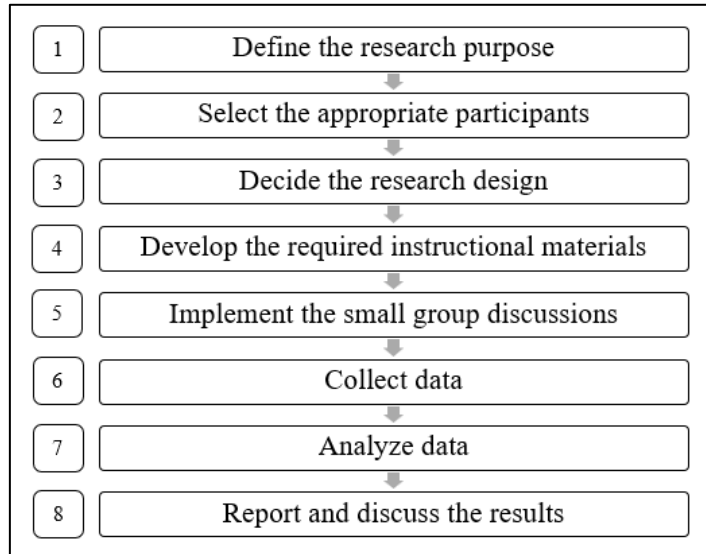 1 Define the research purpose
2 Select the appropriate participants
3 Decide the research design
4 Develop the required instructional materials
5 Implement the small group discussions
6 Collect data
7 Analyze data
8 Report and discuss the results